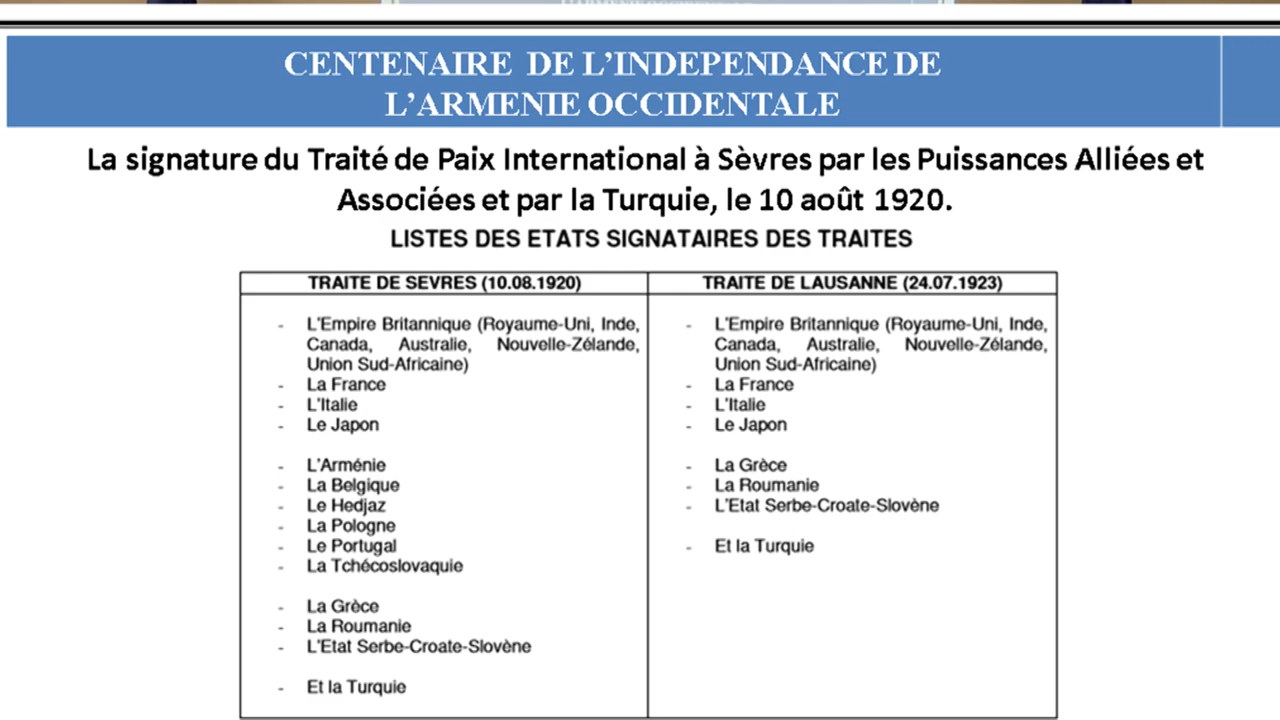 CENTENAIRE DE L'INDEPENDANCE DE
L'ARMENIE OCCIDENTALE
La signature du Traité de Paix International à Sèvres par les Puissances Alliées et
Associées et par la Turquie, le 10 août 1920.
LISTES DES ETATS SIGNATAIRES DES TRAITES
TRAITE DE SEVRES (10.08.1920)
- L'Empire Britannique (Royaume-Uni, Inde,
Canada, Australie, Nouvelle-Zélande,
Union Sud-Africaine)
- La France
- L'Italie
- Le Japon
- L'Arménie
- La Belgique
- Le Hedjaz
- La Pologne
- Le Portugal
- La Tchécoslovaquie
- La Grèce
- La Roumanie
- L'Etat Serbe-Croate-Slovène
- Et la Turquie
TRAITE DE LAUSANNE (24.07.1923)
- L'Empire Britannique (Royaume-Uni, Inde,
Canada, Australie, Nouvelle-Zélande,
Union Sud-Africaine)
- La France
- L'Italie
- Le Japon
- La Grèce
- La Roumanie
- L'Etat Serbe-Croate-Slovène
- Et la Turquie